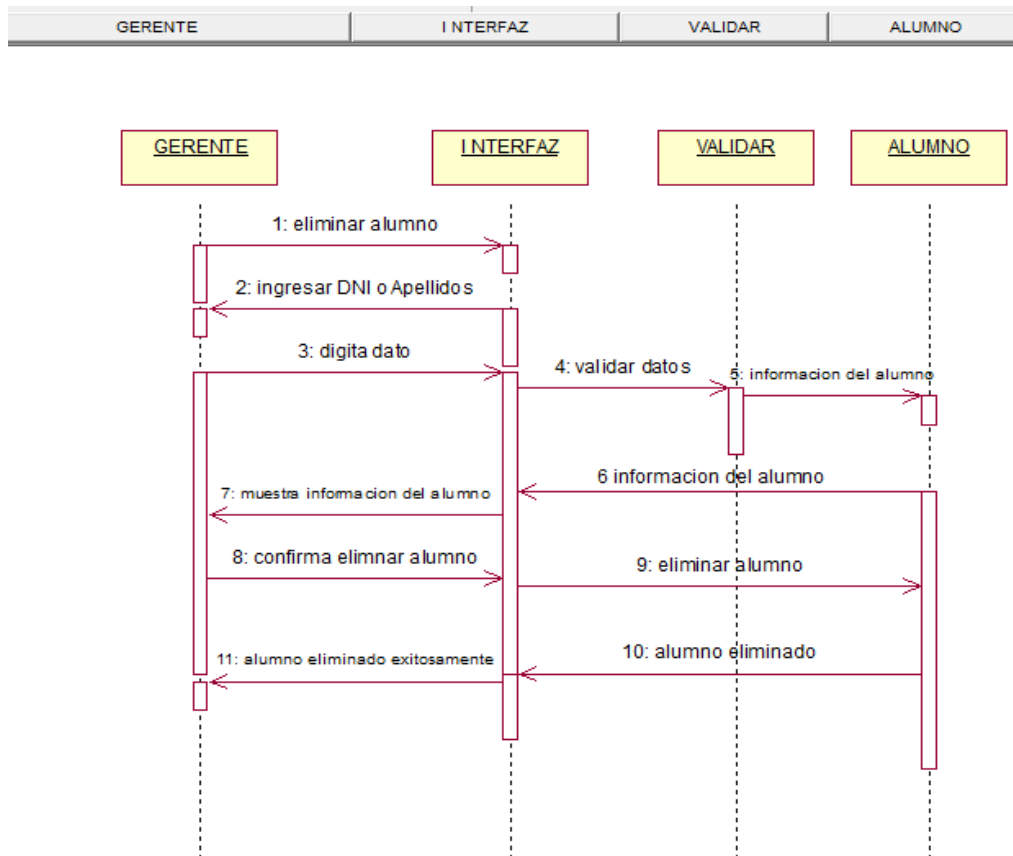 GERENTE INTERFAZ VALIDAR ALUMNO
GERENTE INTERFAZ VALIDAR ALUMNO
1: eliminar alumno
2: ingresar DNI o Apellidos
3: digita dato
4: validar datos
5: informacion del alumno
6 informacion del alumno
7: muestra informacion del alumno
8: confirma elimnar alumno
9: eliminar alumno
10: alumno eliminado
11: alumno eliminado exitosamente